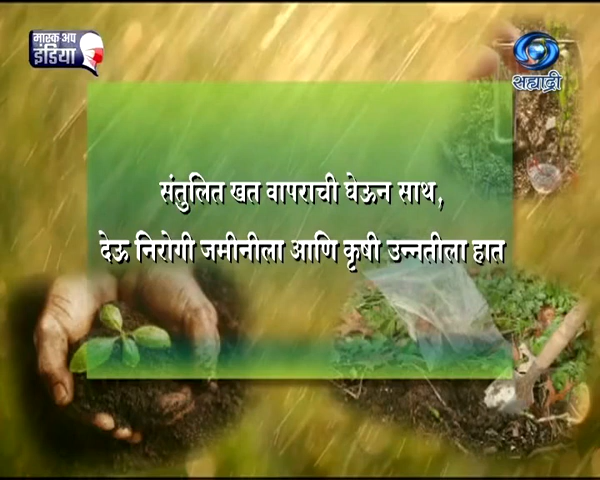 मास्क अप
इंडिया
सह्याद्री
संतुलित खत वापराची घेऊन साथ,
देऊ निरोगी जमीनीला आणि कृषी उन्नतीला हात